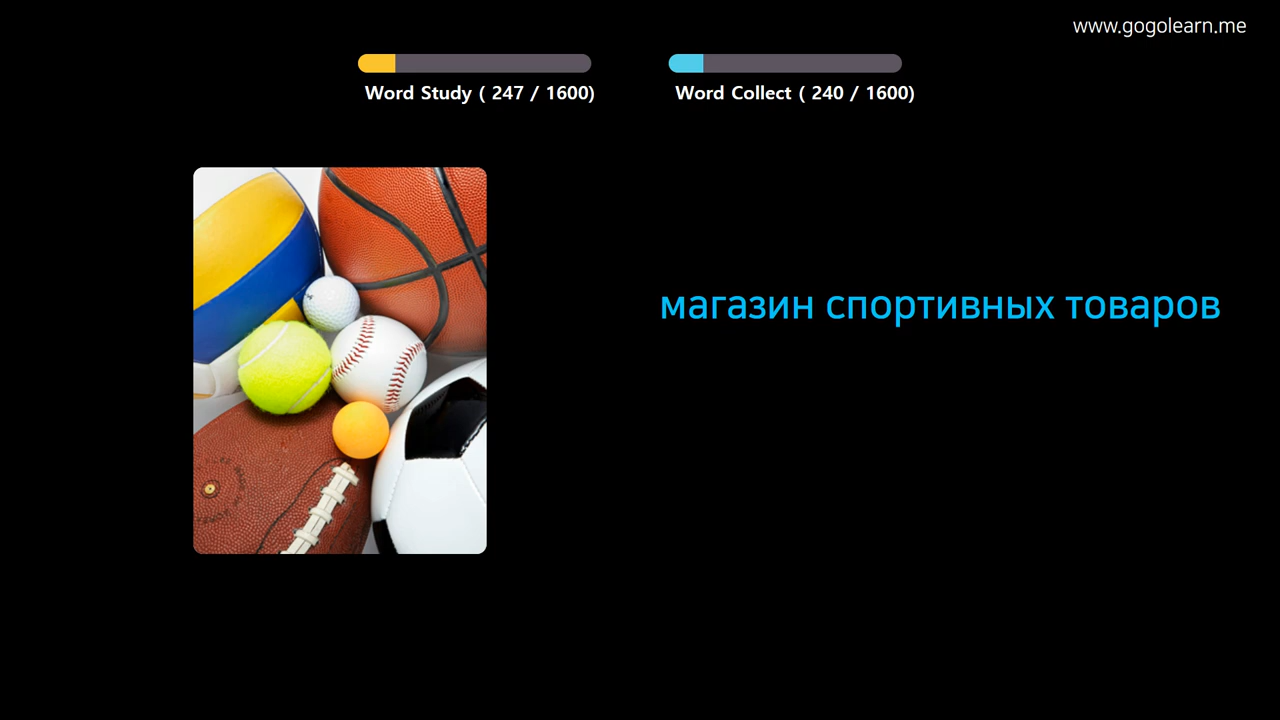 www.gogolearn.me
Word Study ( 247 / 1600)
Word Collect ( 240 / 1600)
магазин спортивных товаров